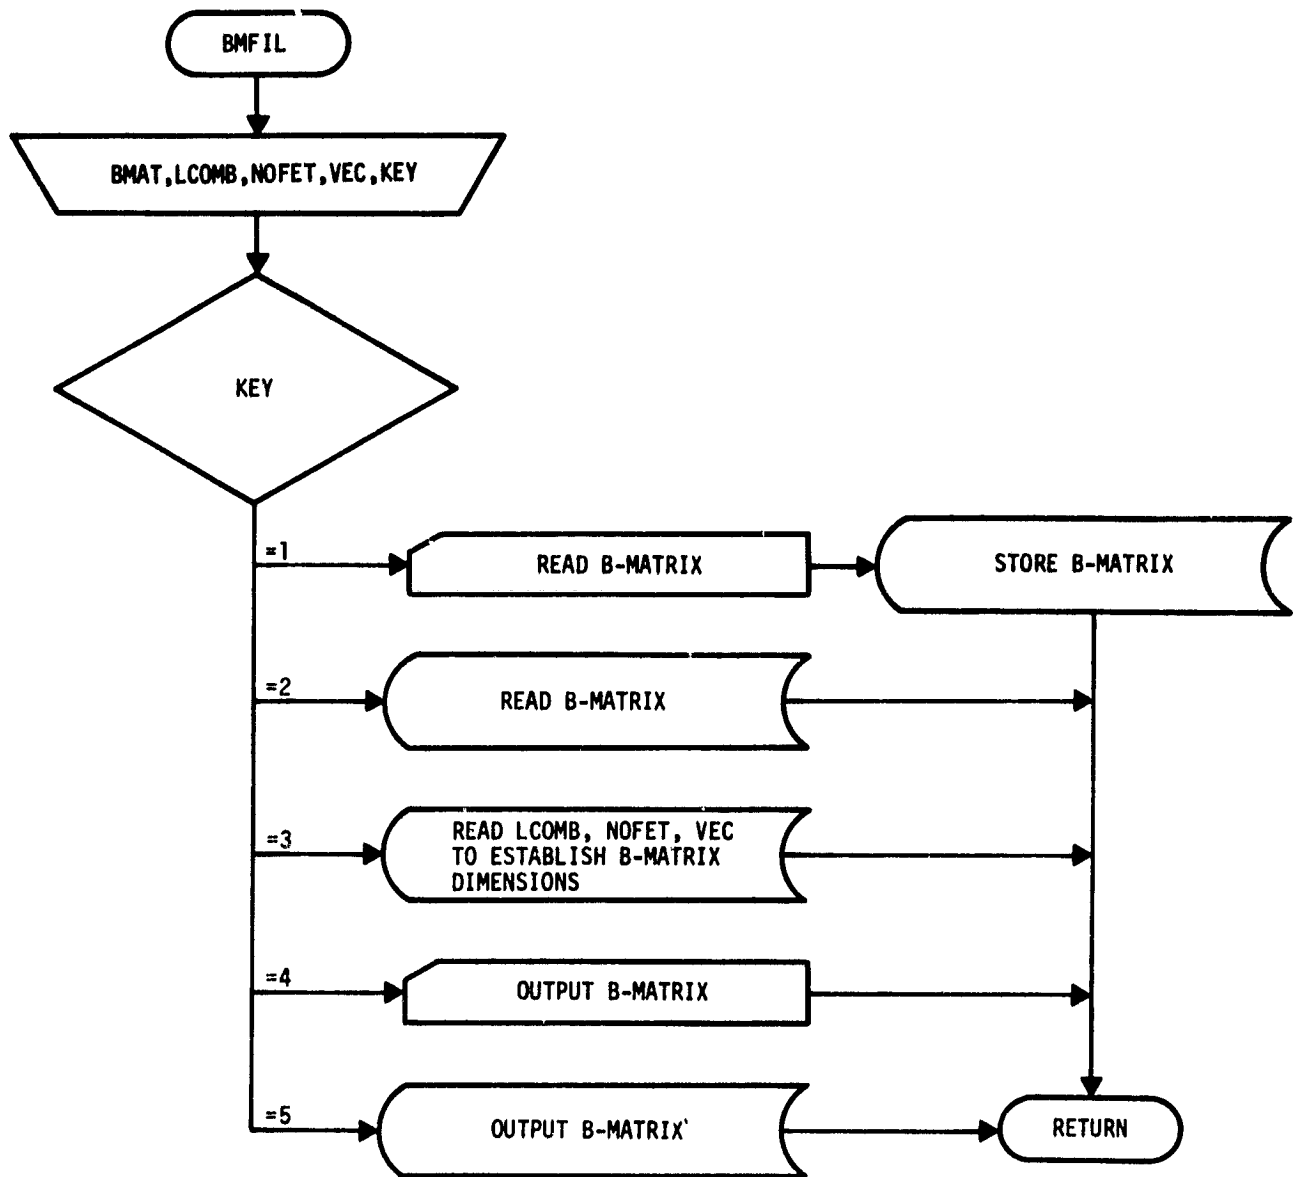 BMFIL
BMAT,LCOMB,NOFET,VEC,KEY
KEY
=1
READ B-MATRIX
STORE B-MATRIX
=2
READ B-MATRIX
=3
READ LCOMB, NOFET, VEC
TO ESTABLISH B-MATRIX
DIMENSIONS
=4
OUTPUT B-MATRIX
=5
OUTPUT B-MATRIX
RETURN